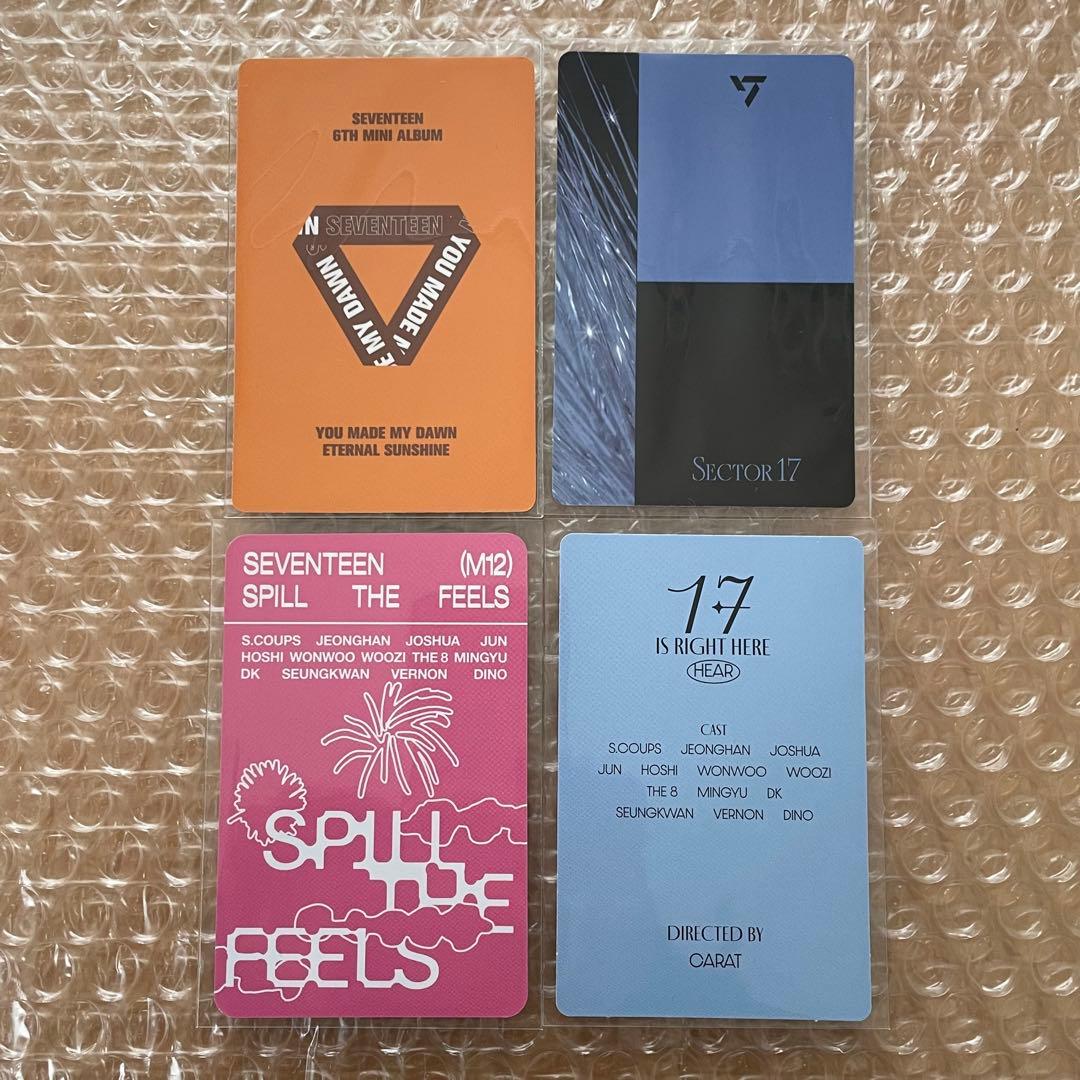 SEVENTEEN
6TH MINI ALBUM
N SEVENTEEN
YOU MADE M
E MY DAWN
YOU MADE MY DAWN
ETERNAL SUNSHINE
SECTOR 17
SEVENTEEN (M12)
SPILL THE FEELS
S.COUPS JEONGHAN JOSHUA JUN
HOSHI WONWOO WOOZI THE 8 MINGYU
DK SEUNGKWAN VERNON DINO
SPILL
THE
FEELS
17
IS RIGHT HERE
HEAR
CAST
S.COUPS JEONGHAN JOSHUA
JUN HOSHI WONWOO WOOZI
THE 8 MINGYU DK
SEUNGKWAN VERNON DINO
DIRECTED BY
CARAT